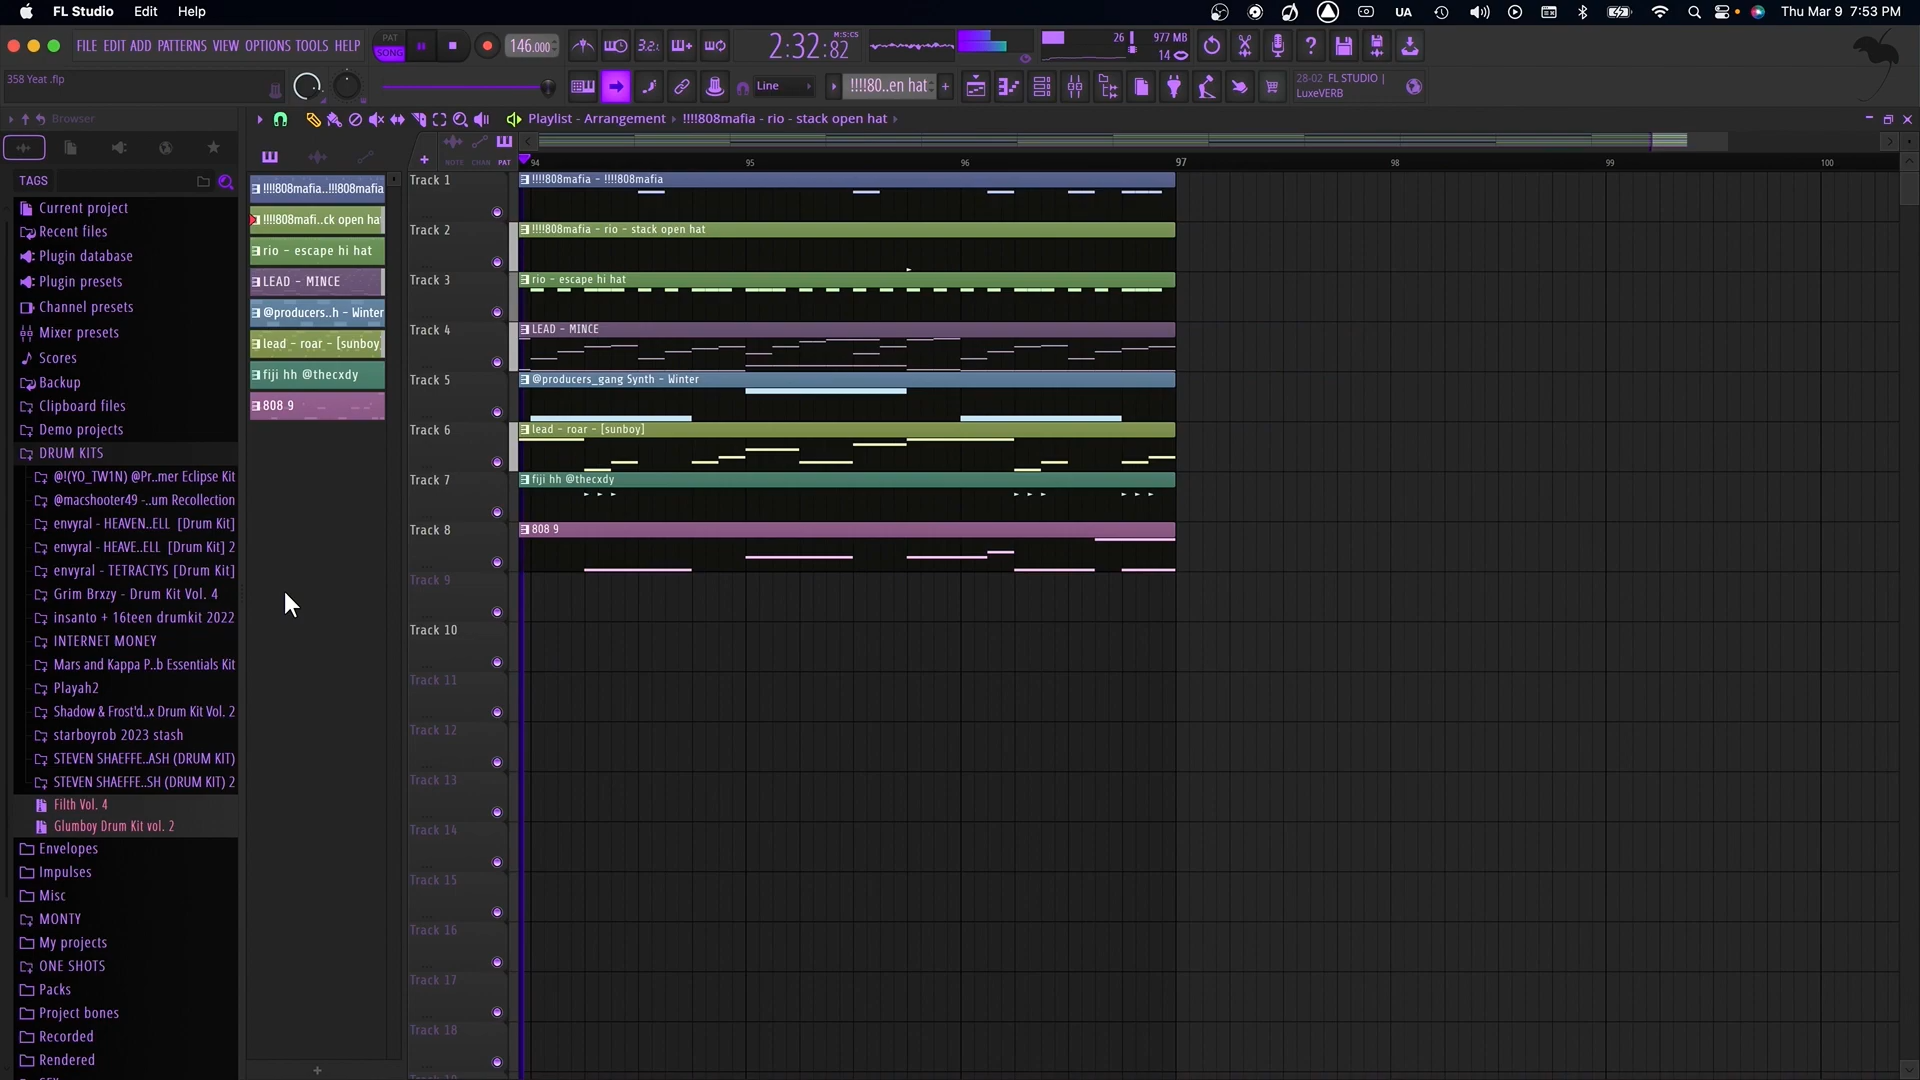 FL Studio Edit Help
UA Thu Mar 9 7:53 PM
FILE EDIT ADD PATTERNS VIEW OPTIONS TOOLS HELP
PAT
SONG
146.000
3.2.
2:32:82
M:S:CS
26
977 MB
14
358 Yeat .flp
Line
!!!!80..en hat
28-02 FL STUDIO |
LuxeVERB
Browser
Playlist - Arrangement !!!!808mafia - rio - stack open hat
NOTE CHAN PAT
94 95 96 97 98 99 100
TAGS
Current project
Recent files
Plugin database
Plugin presets
Channel presets
Mixer presets
Scores
Backup
Clipboard files
Demo projects
DRUM KITS
@!(YO_TW1N) @Pr..mer Eclipse Kit
@macshooter49 -..um Recollection
envyral - HEAVEN..ELL [Drum Kit]
envyral - HEAVE..ELL [Drum Kit] 2
envyral - TETRACTYS [Drum Kit]
Grim Brxzy - Drum Kit Vol. 4
insanto + 16teen drumkit 2022
INTERNET MONEY
Mars and Kappa P..b Essentials Kit
Playah2
Shadow & Frost'd..x Drum Kit Vol. 2
starboyrob 2023 stash
STEVEN SHAEFFE..ASH (DRUM KIT)
STEVEN SHAEFFE..SH (DRUM KIT) 2
Filth Vol. 4
Glumboy Drum Kit vol. 2
Envelopes
Impulses
Misc
MONTY
My projects
ONE SHOTS
Packs
Project bones
Recorded
Rendered
!!!!808mafia..!!!808mafia
!!!!808mafi..ck open ha
rio - escape hi hat
LEAD - MINCE
@producers..h - Winter
lead - roar - [sunboy
fiji hh @thecxdy
808 9
Track 1
!!!!808mafia - !!!!808mafia
Track 2
!!!!808mafia - rio - stack open hat
Track 3
rio - escape hi hat
Track 4
LEAD - MINCE
Track 5
@producers_gang Synth - Winter
Track 6
lead - roar - [sunboy]
Track 7
fiji hh @thecxdy
Track 8
808 9
Track 9
Track 10
Track 11
Track 12
Track 13
Track 14
Track 15
Track 16
Track 17
Track 18